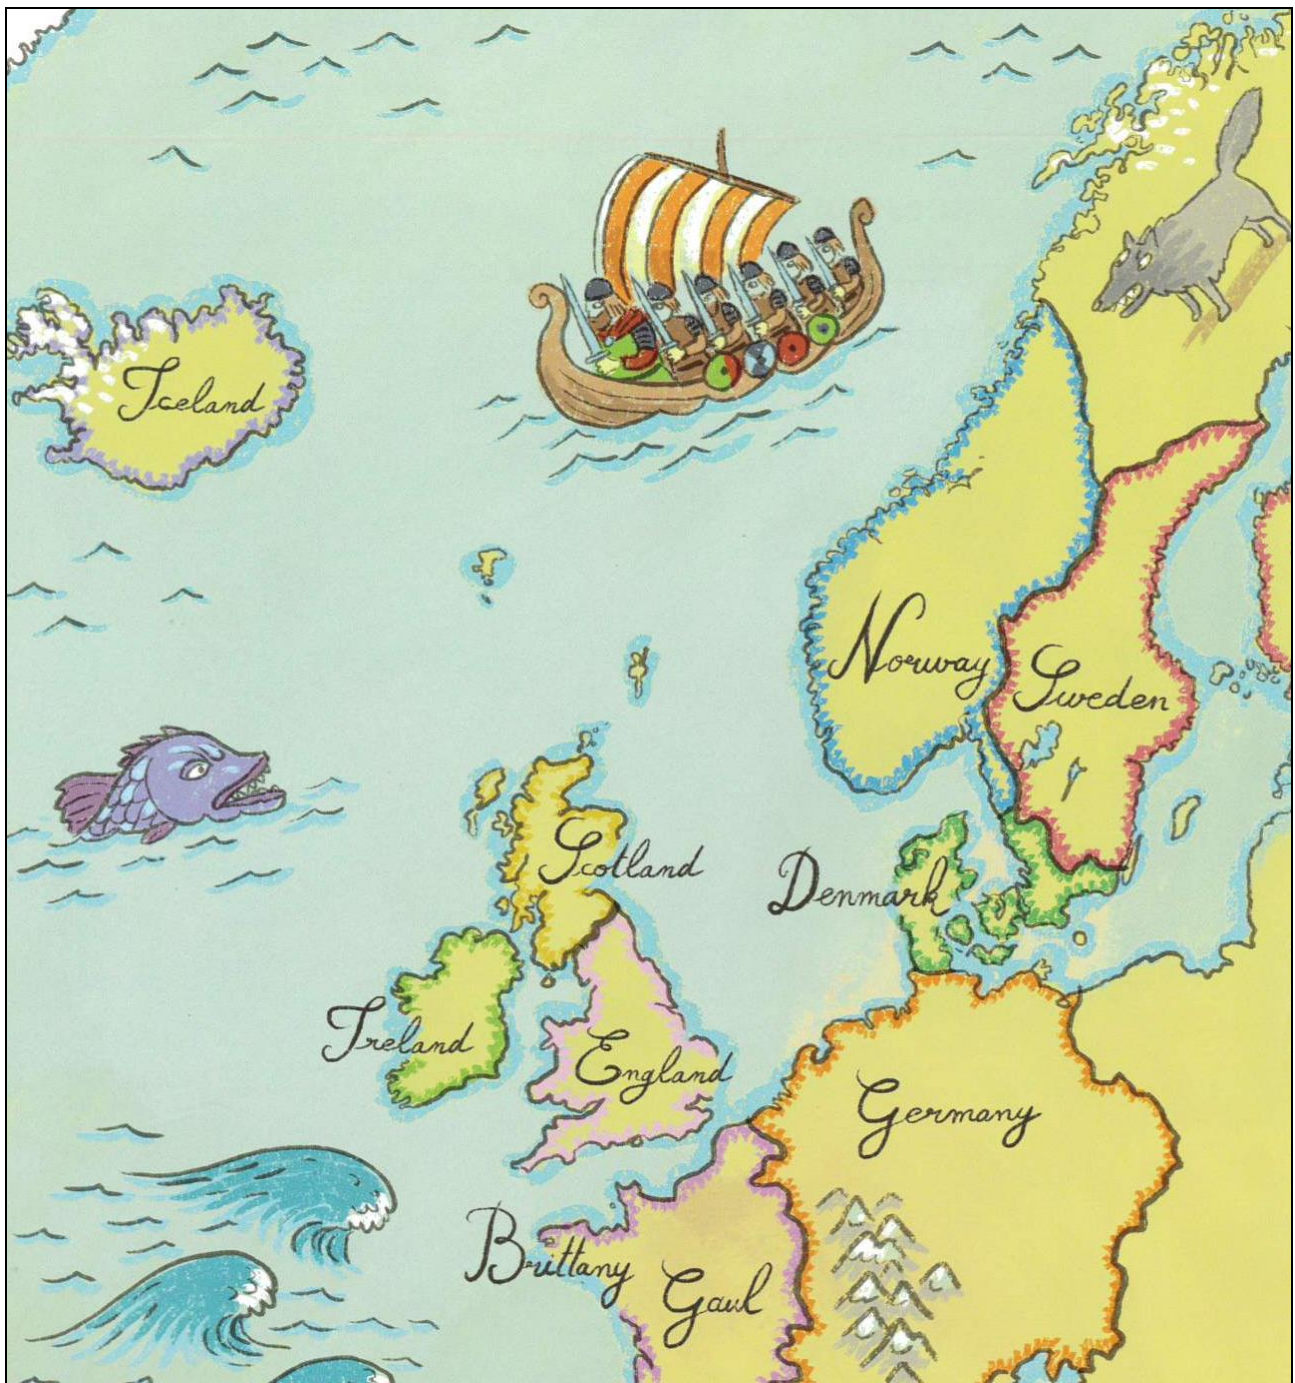 Iceland
Norway
Sweden
Scotland
Denmark
Ireland
England
Germany
Brittany
Gaul